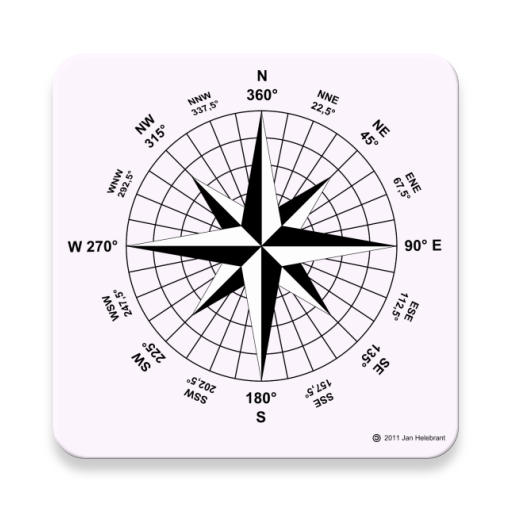 N
360°
NNE
22,5°
NE
45°
ENE
67,5°
90° E
ESE
112,5°
SE
135°
SSE
157,5°
180°
S
SSW
202,5°
SW
225°
WSW
247,5°
W 270°
WNW
292,5°
NW
315°
NNW
337,5°
2011 Jan Helebrant